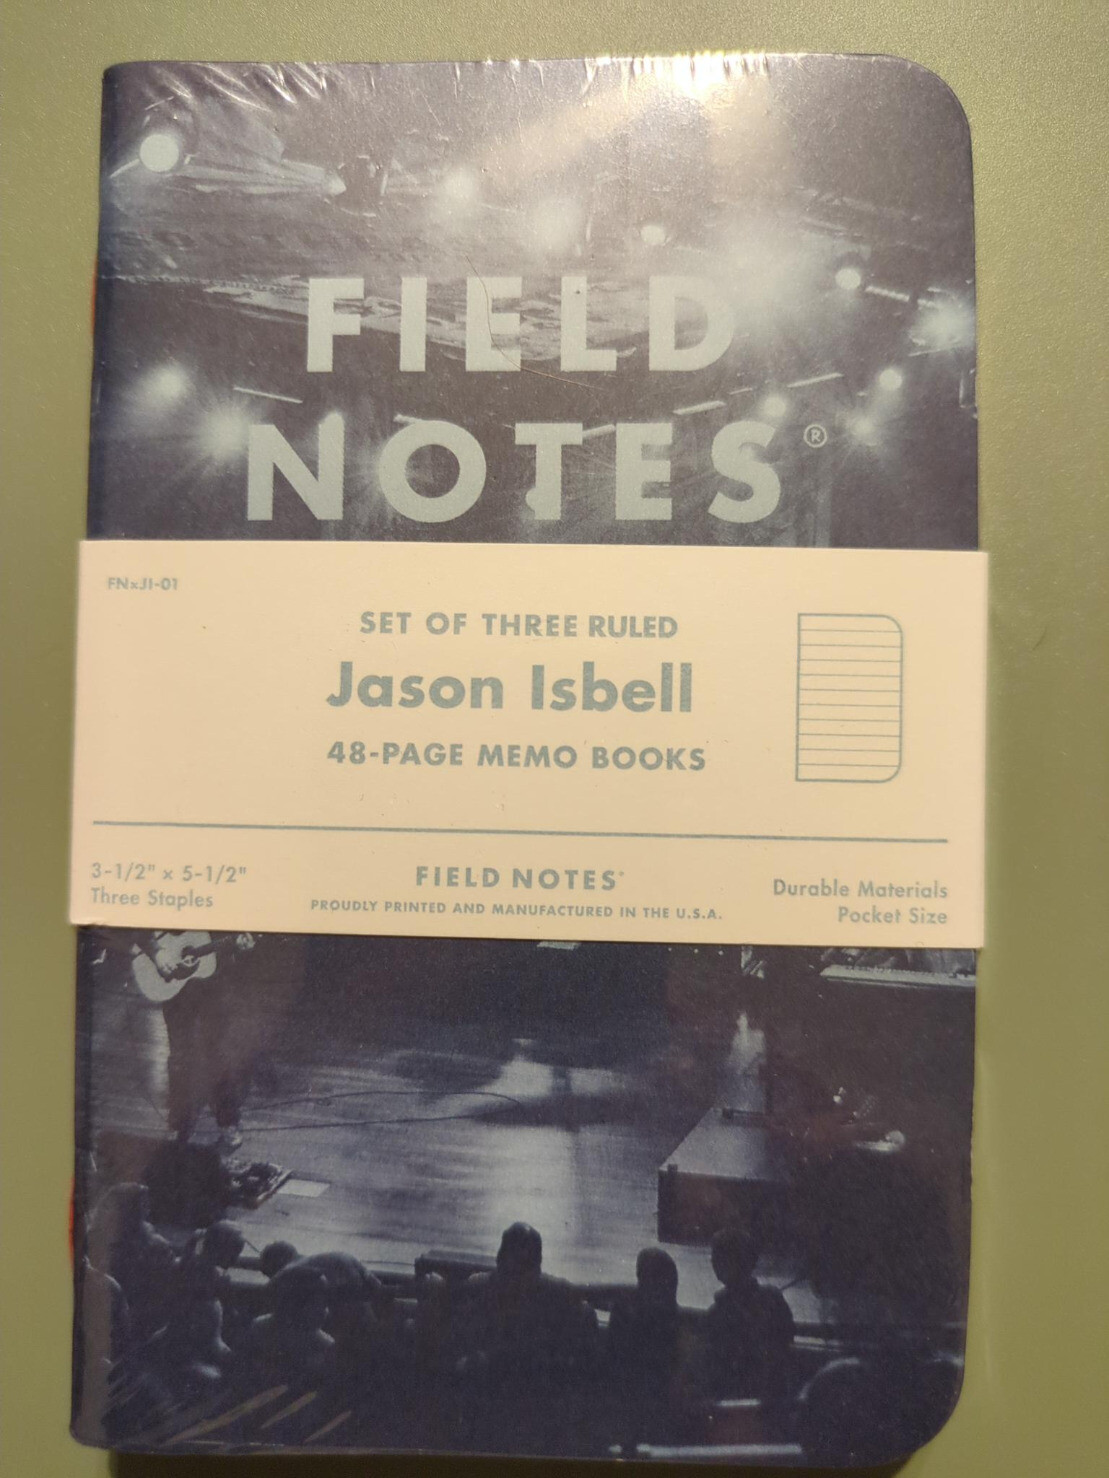 FIELD
NOTES®
FNxJI-01
SET OF THREE RULED
Jason Isbell
48-PAGE MEMO BOOKS
3-1/2" x 5-1/2"
Three Staples
FIELD NOTES®
PROUDLY PRINTED AND MANUFACTURED IN THE U.S.A.
Durable Materials
Pocket Size